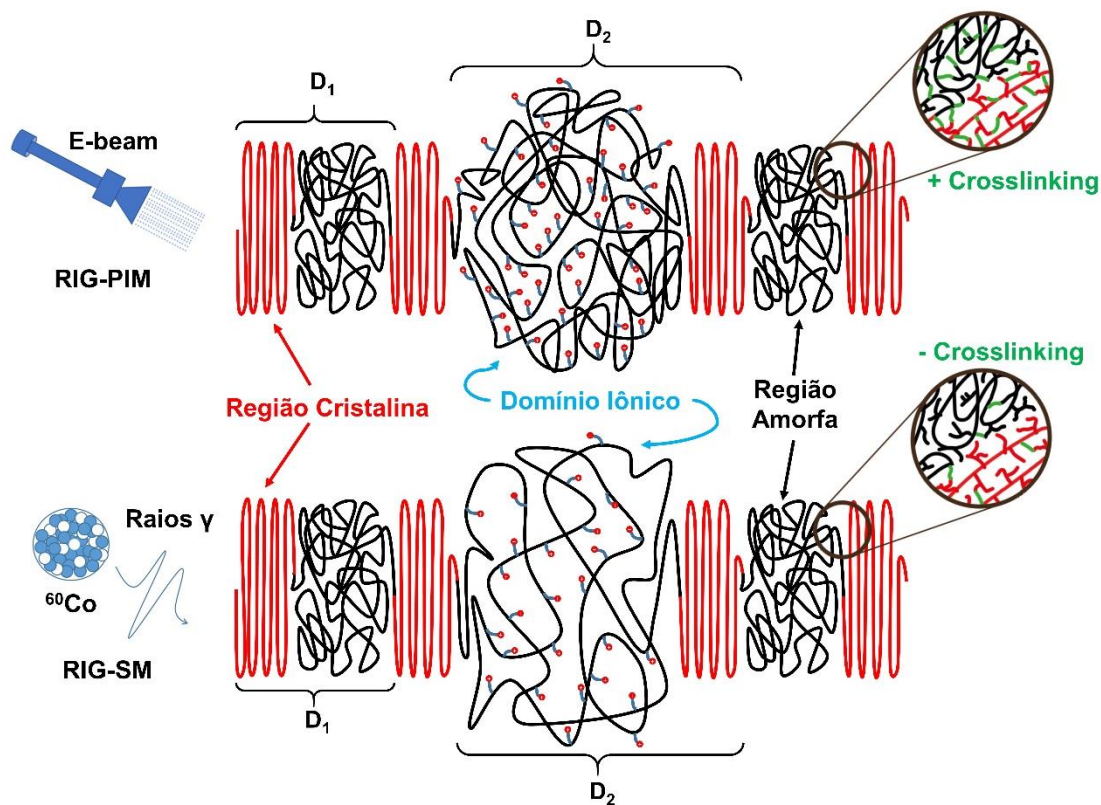 D₂
D₁
E-beam
+ Crosslinking
RIG-PIM
- Crosslinking
Região Cristalina
Domínio Iônico
Região
Amorfa
Raios γ
⁶⁰Co
RIG-SM
D₁
D₂